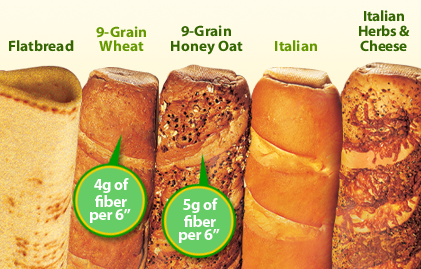 Flatbread
9-Grain
Wheat
9-Grain
Honey Oat
Italian
Italian
Herbs &
Cheese
4g of
fiber
per 6”
5g of
fiber
per 6”